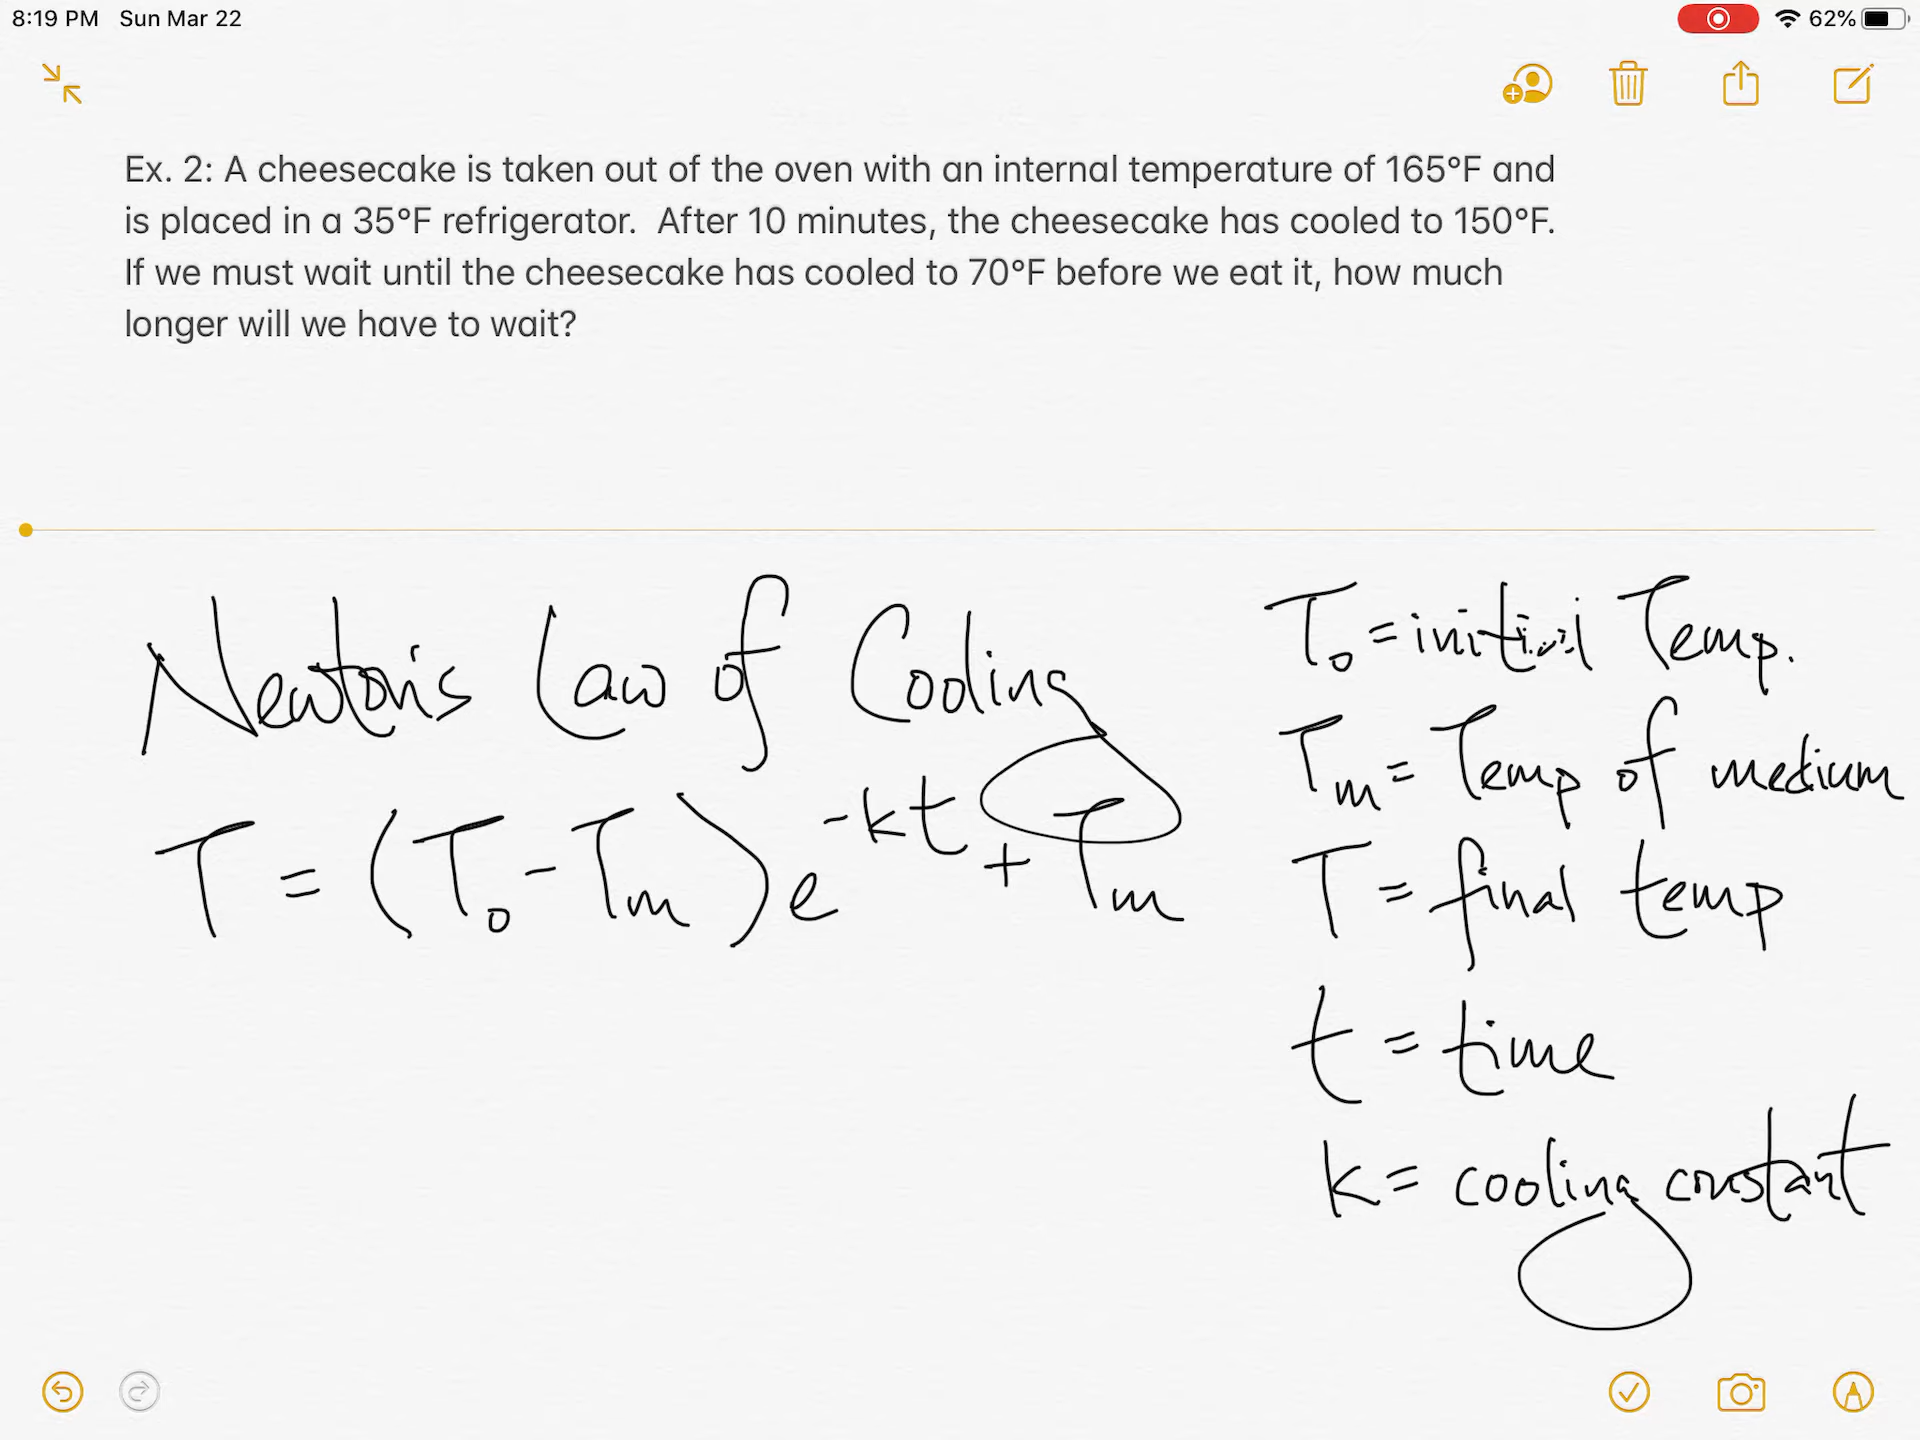 8:19 PM Sun Mar 22 62%
Ex. 2: A cheesecake is taken out of the oven with an internal temperature of 165°F and
is placed in a 35°F refrigerator. After 10 minutes, the cheesecake has cooled to 150°F.
If we must wait until the cheesecake has cooled to 70°F before we eat it, how much
longer will we have to wait?
Newton's Law of Cooling
T = (T₀ - Tₘ)e^{-kt} + Tₘ
T₀ = initial Temp.
Tₘ = Temp of medium
T = final temp
t = time
k = cooling constant